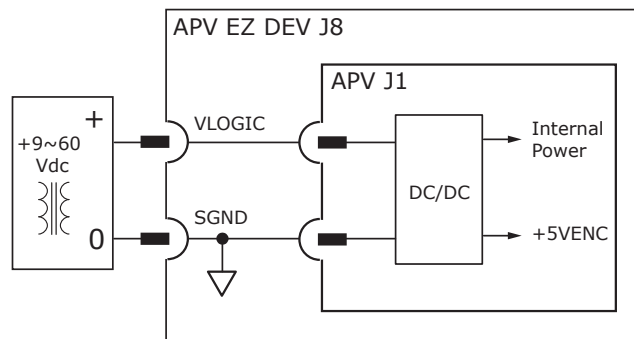 APV EZ DEV J8
APV J1
+
+9~60
Vdc
0
VLOGIC
SGND
DC/DC
Internal
Power
+5VENC